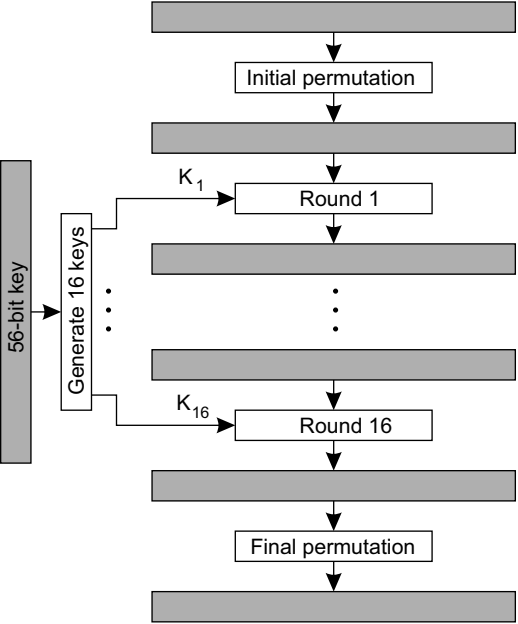 Initial permutation
K1
Round 1
56-bit key
Generate 16 keys
K16
Round 16
Final permutation